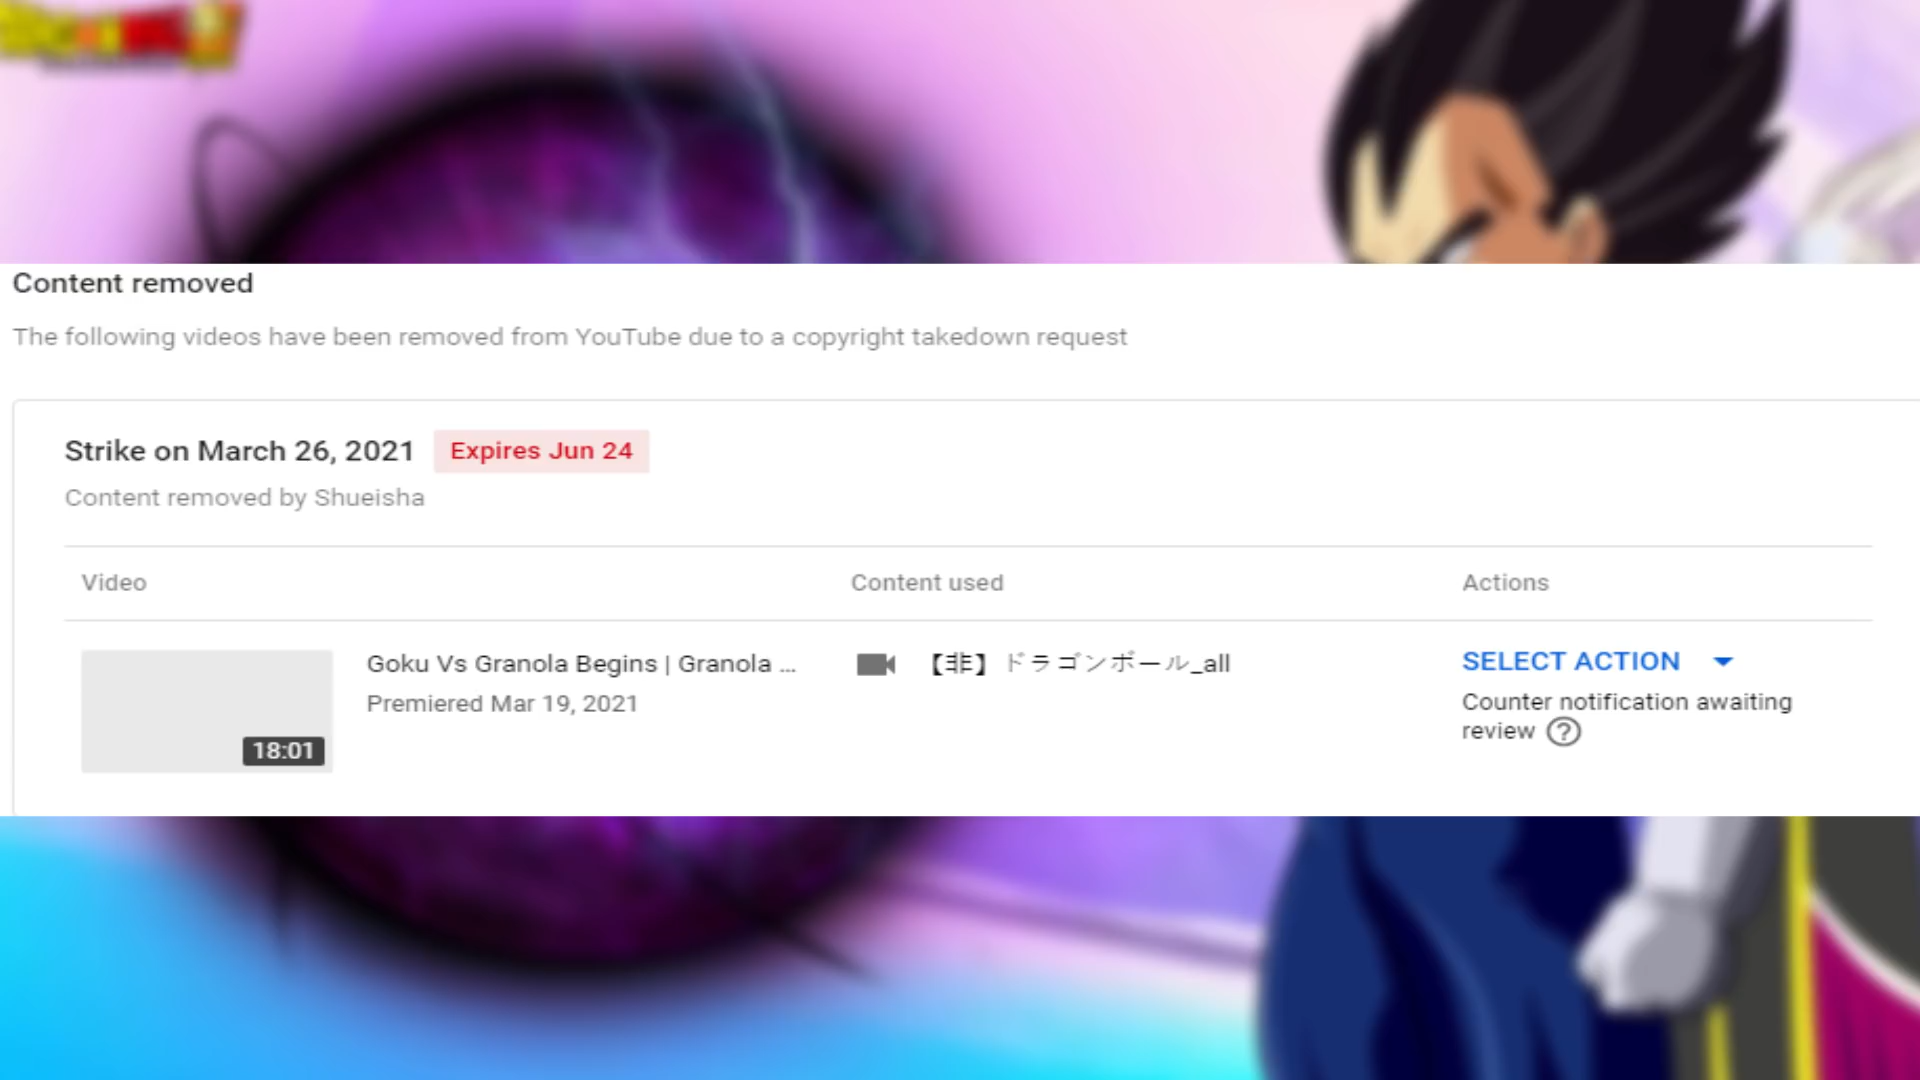 Content removed
The following videos have been removed from YouTube due to a copyright takedown request
Strike on March 26, 2021 Expires Jun 24
Content removed by Shueisha
Video Content used Actions
Goku Vs Granola Begins | Granola ... 【非】ドラゴンボール_all SELECT ACTION
Premiered Mar 19, 2021 Counter notification awaiting
review ?
18:01